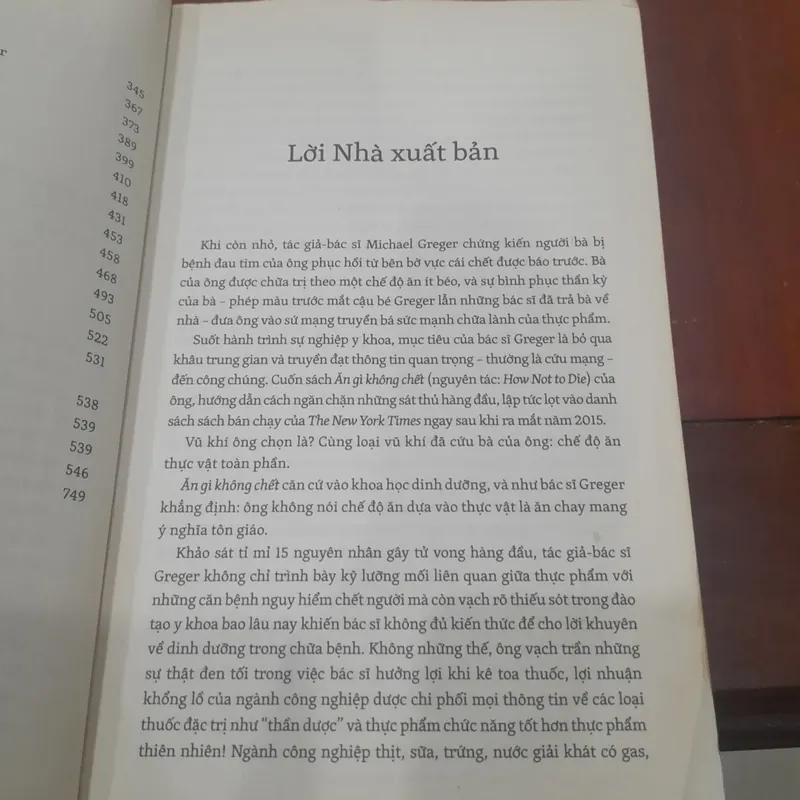 r
345
367
373
389
399
410
418
431
453
458
468
493
505
522
531
538
539
539
546
749
Lời Nhà xuất bản
Khi còn nhỏ, tác giả-bác sĩ Michael Greger chứng kiến người bà bị
bệnh đau tim của ông phục hồi từ bên bờ vực cái chết được báo trước. Bà
của ông được chữa trị theo một chế độ ăn ít béo, và sự bình phục thần kỳ
của bà – phép màu trước mắt cậu bé Greger lẫn những bác sĩ đã trả bà về
nhà – đưa ông vào sứ mạng truyền bá sức mạnh chữa lành của thực phẩm.
Suốt hành trình sự nghiệp y khoa, mục tiêu của bác sĩ Greger là bỏ qua
khâu trung gian và truyền đạt thông tin quan trọng – thường là cứu mạng –
đến công chúng. Cuốn sách Ăn gì không chết (nguyên tác: How Not to Die) của
ông, hướng dẫn cách ngăn chặn những sát thủ hàng đầu, lập tức lọt vào danh
sách sách bán chạy của The New York Times ngay sau khi ra mắt năm 2015.
Vũ khí ông chọn là? Cùng loại vũ khí đã cứu bà của ông: chế độ ăn
thực vật toàn phần.
Ăn gì không chết căn cứ vào khoa học dinh dưỡng, và như bác sĩ Greger
khẳng định: ông không nói chế độ ăn dựa vào thực vật là ăn chay mang
ý nghĩa tôn giáo.
Khảo sát tỉ mỉ 15 nguyên nhân gây tử vong hàng đầu, tác giả-bác sĩ
Greger không chỉ trình bày kỹ lưỡng mối liên quan giữa thực phẩm với
những căn bệnh nguy hiểm chết người mà còn vạch rõ thiếu sót trong đào
tạo y khoa bao lâu nay khiến bác sĩ không đủ kiến thức để cho lời khuyên
về dinh dưỡng trong chữa bệnh. Không những thế, ông vạch trần những
sự thật đen tối trong việc bác sĩ hưởng lợi khi kê toa thuốc, lợi nhuận
khổng lồ của ngành công nghiệp dược chi phối mọi thông tin về các loại
thuốc đặc trị như “thần dược” và thực phẩm chức năng tốt hơn thực phẩm
thiên nhiên! Ngành công nghiệp thịt, sữa, trứng, nước giải khát có gas,